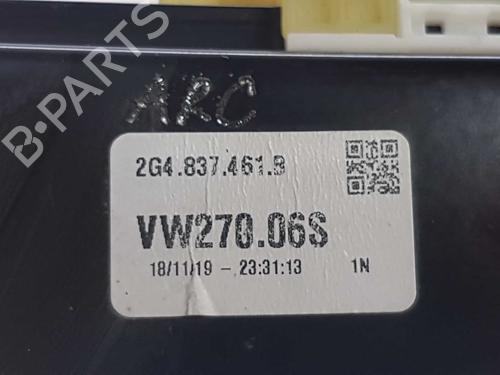 B-PARTS
ARC
2G4.837.461.B
VW270.06S
18/11/19 - 23:31:13 1N